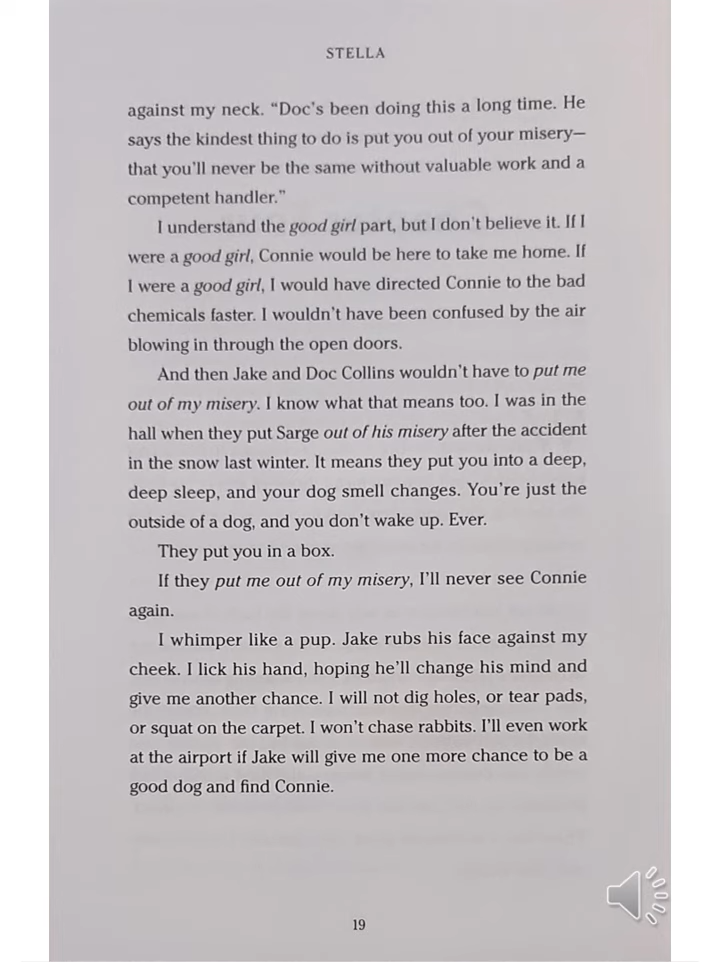 STELLA
against my neck. “Doc’s been doing this a long time. He
says the kindest thing to do is put you out of your misery—
that you’ll never be the same without valuable work and a
competent handler.”
I understand the good girl part, but I don’t believe it. If I
were a good girl, Connie would be here to take me home. If
I were a good girl, I would have directed Connie to the bad
chemicals faster. I wouldn’t have been confused by the air
blowing in through the open doors.
And then Jake and Doc Collins wouldn’t have to put me
out of my misery. I know what that means too. I was in the
hall when they put Sarge out of his misery after the accident
in the snow last winter. It means they put you into a deep,
deep sleep, and your dog smell changes. You’re just the
outside of a dog, and you don’t wake up. Ever.
They put you in a box.
If they put me out of my misery, I’ll never see Connie
again.
I whimper like a pup. Jake rubs his face against my
cheek. I lick his hand, hoping he’ll change his mind and
give me another chance. I will not dig holes, or tear pads,
or squat on the carpet. I won’t chase rabbits. I’ll even work
at the airport if Jake will give me one more chance to be a
good dog and find Connie.
19